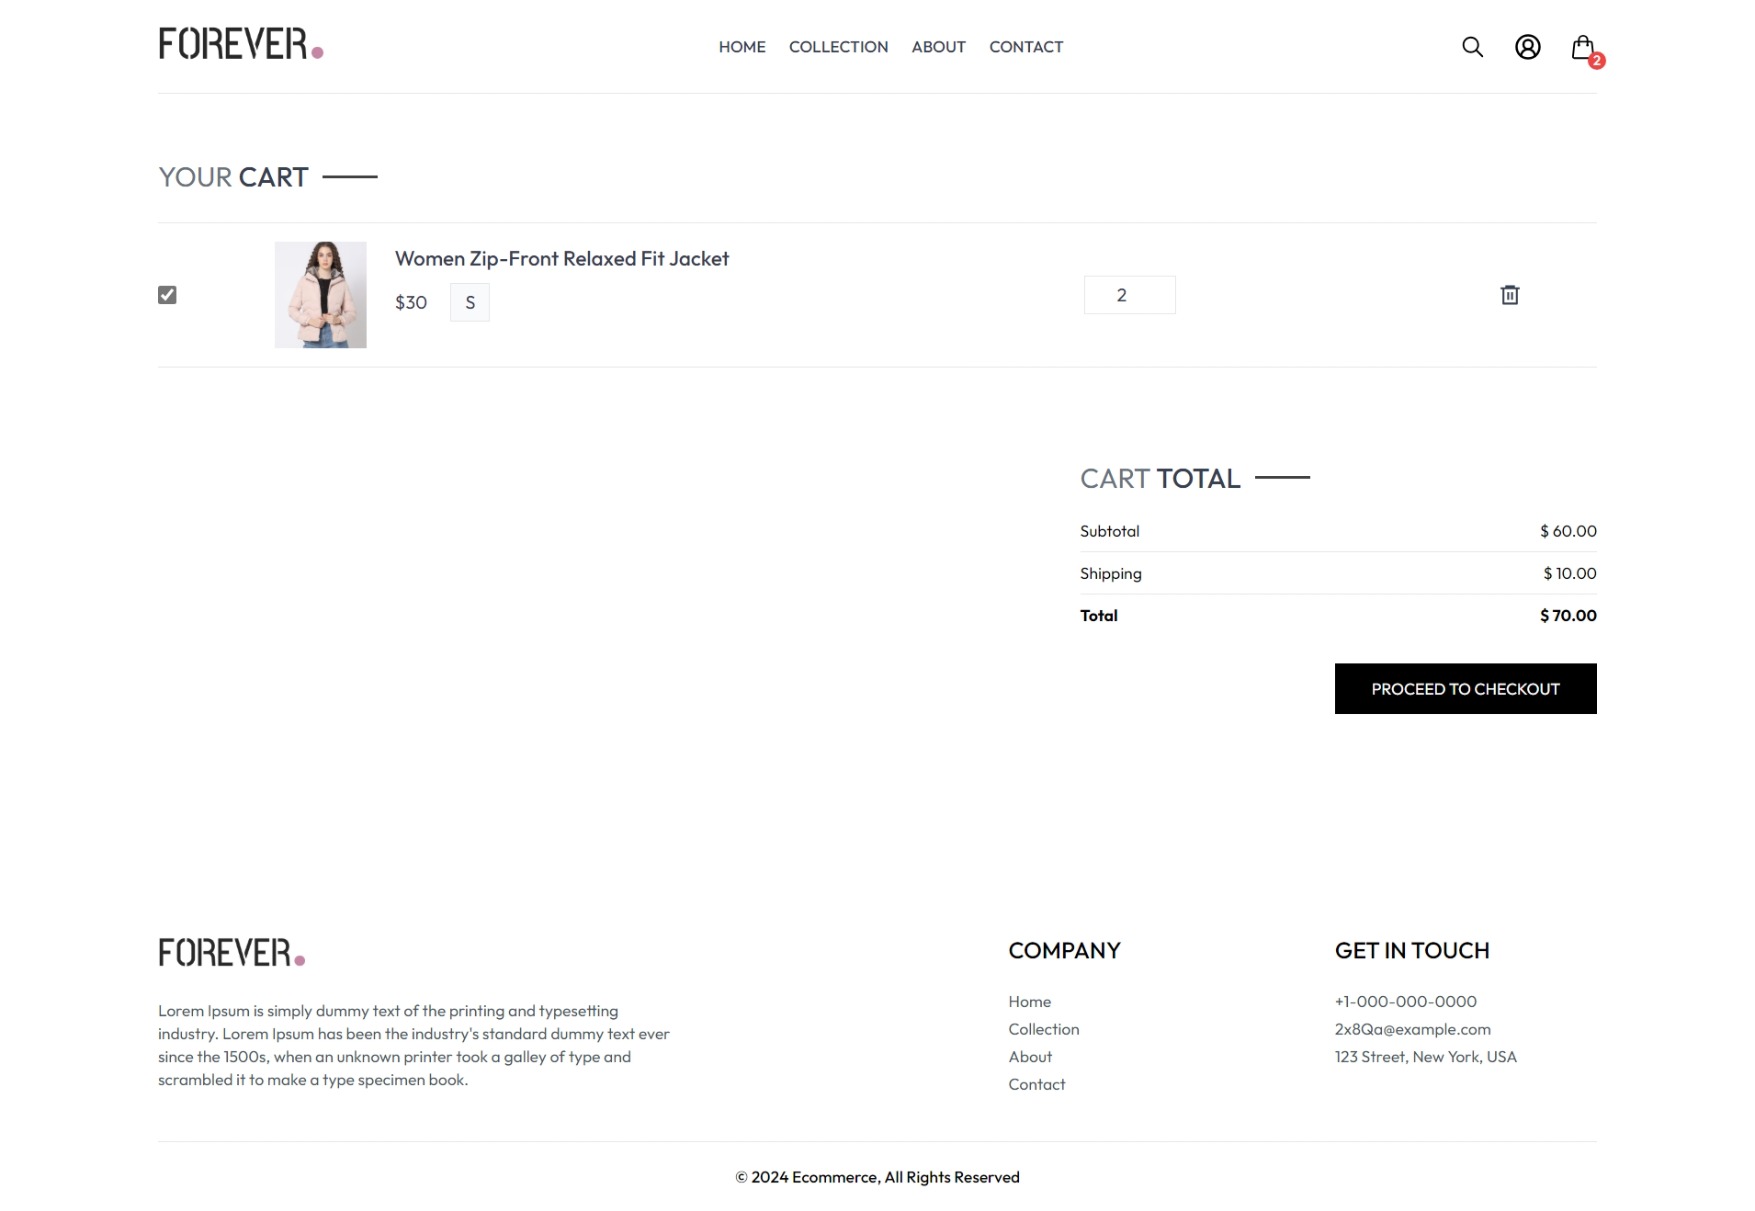 FOREVER.
HOME COLLECTION ABOUT CONTACT
2
YOUR CART
Women Zip-Front Relaxed Fit Jacket
$30 S
2
CART TOTAL
Subtotal $ 60.00
Shipping $ 10.00
Total $ 70.00
PROCEED TO CHECKOUT
FOREVER.
Lorem Ipsum is simply dummy text of the printing and typesetting
industry. Lorem Ipsum has been the industry's standard dummy text ever
since the 1500s, when an unknown printer took a galley of type and
scrambled it to make a type specimen book.
COMPANY
Home
Collection
About
Contact
GET IN TOUCH
+1-000-000-0000
2x8Qa@example.com
123 Street, New York, USA
© 2024 Ecommerce, All Rights Reserved